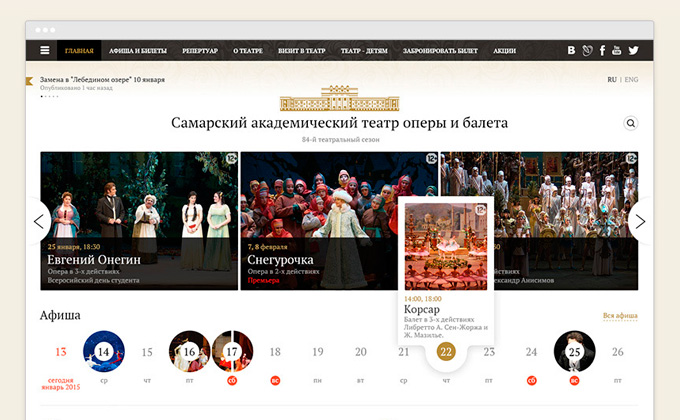 ГЛАВНАЯ АФИША И БИЛЕТЫ РЕПЕРТУАР О ТЕАТРЕ ВИЗИТ В ТЕАТР ТЕАТР - ДЕТЯМ ЗАБРОНИРОВАТЬ БИЛЕТ АКЦИИ
Замена в "Лебедином озере" 10 января
Опубликовано 1 час назад
RU | ENG
Самарский академический театр оперы и балета
84-й театральный сезон
12+ 12+ 12+
25 января, 18:30
Евгений Онегин
Опера в 3-х действиях
Всероссийский день студента
7, 8 февраля
Снегурочка
Опера в 2-х действиях
Премьера
действиях
лександр Анисимов
12+
14:00, 18:00
Корсар
Балет в 3-х действиях
Либретто А. Сен-Жоржа и
Ж. Мазилье.
Афиша
Вся афиша
13 14 15 16 17 18 19 20 21 22 23 24 25 26
сегодня ср чт пт сб вс пн вт ср чт пт сб вс пт
январь 2015